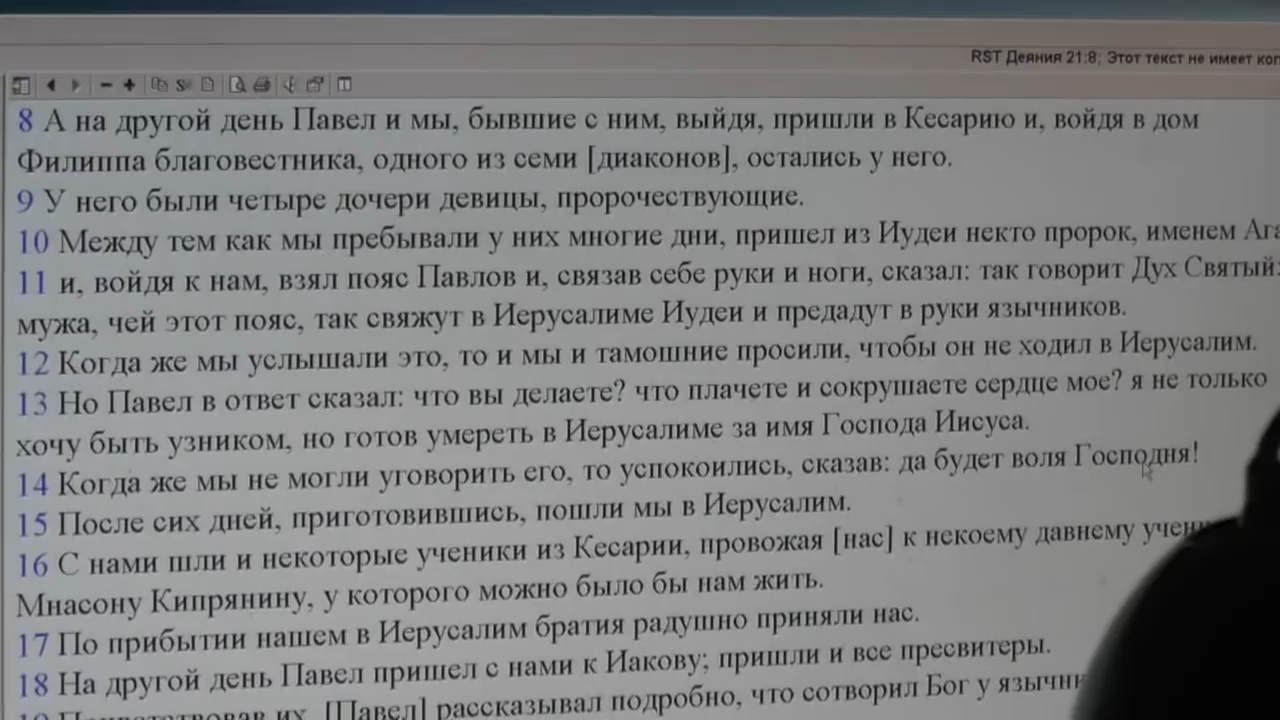 RST Деяния 21:8; Этот текст не имеет
8 А на другой день Павел и мы, бывшие с ним, выйдя, пришли в Кесарию и, войдя в дом
Филиппа благовестника, одного из семи [диаконов], остались у него.
9 У него были четыре дочери девицы, пророчествующие.
10 Между тем как мы пребывали у них многие дни, пришел из Иудеи некто пророк, именем
11 и, войдя к нам, взял пояс Павлов и, связав себе руки и ноги, сказал: так говорит Дух Святый:
мужа, чей этот пояс, так свяжут в Иерусалиме Иудеи и предадут в руки язычников.
12 Когда же мы услышали это, то и мы и тамошние просили, чтобы он не ходил в Иерусалим.
13 Но Павел в ответ сказал: что вы делаете? что плачете и сокрушаете сердце мое? я не только
хочу быть узником, но готов умереть в Иерусалиме за имя Господа Иисуса.
14 Когда же мы не могли уговорить его, то успокоились, сказав: да будет воля Господня!
15 После сих дней, приготовившись, пошли мы в Иерусалим.
16 С нами шли и некоторые ученики из Кесарии, провожая [нас] к некоему давнему
Мнасону Кипрянину, у которого можно было бы нам жить.
17 По прибытии нашем в Иерусалим братия радушно приняли нас.
18 На другой день Павел пришел с нами к Иакову; пришли и все пресвитеры.
их, [Павел] рассказывал подробно, что сотворил Бог у